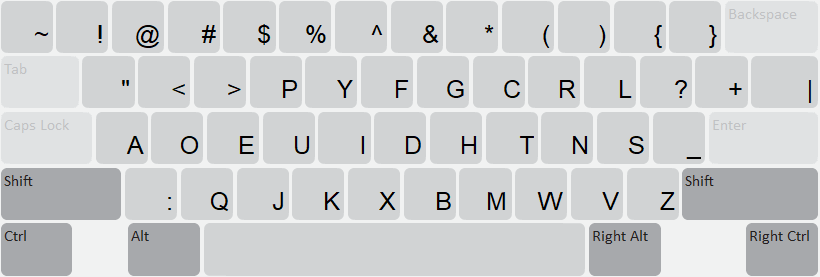 ~ ! @ # $ % ^ & * ( ) { } Backspace
Tab " < > P Y F G C R L ? + |
Caps Lock A O E U I D H T N S _ Enter
Shift : Q J K X B M W V Z Shift
Ctrl Alt Right Alt Right Ctrl